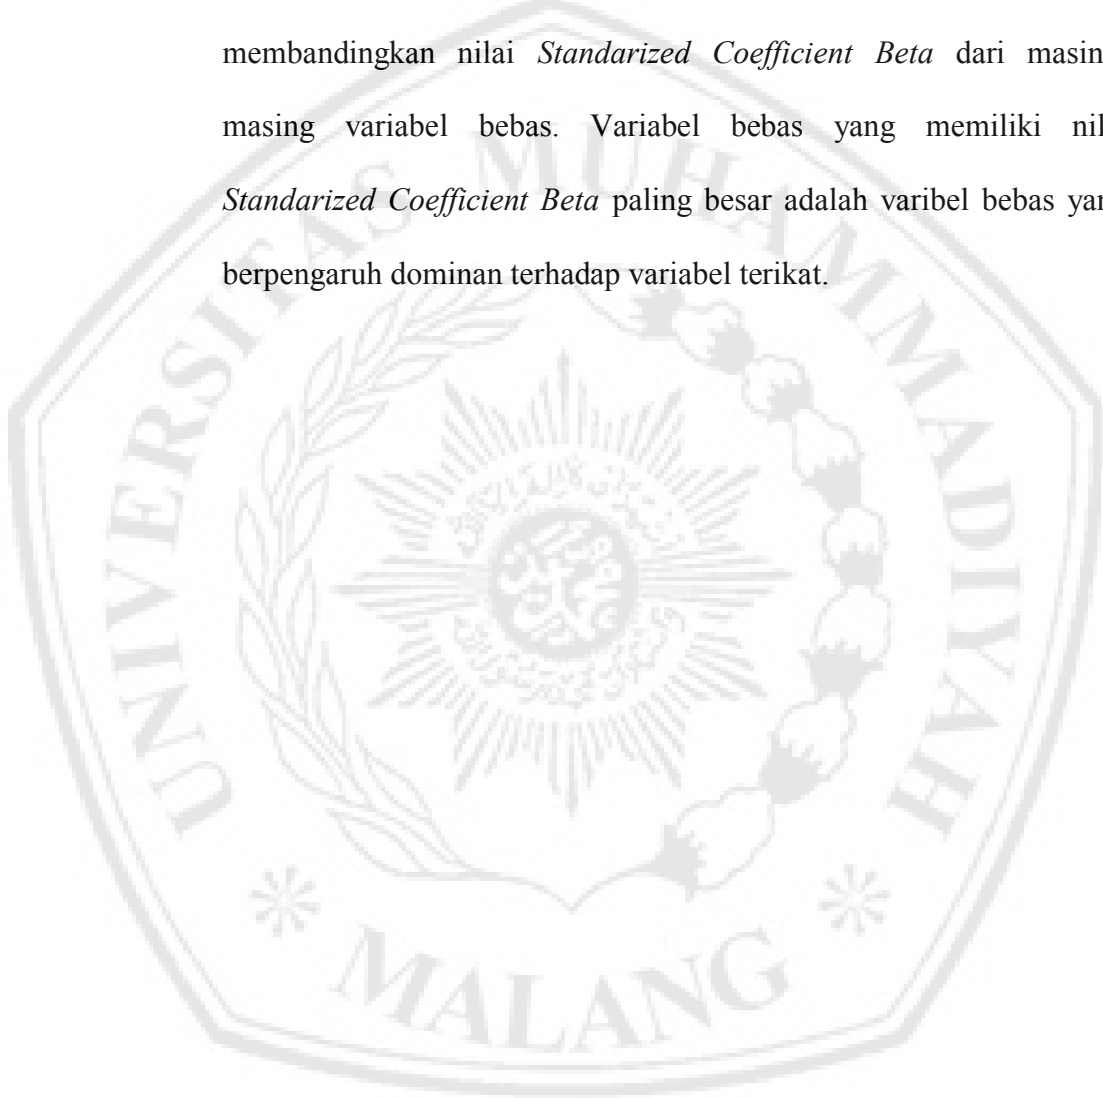 membandingkan nilai Standarized Coefficient Beta dari masin
masing variabel bebas. Variabel bebas yang memiliki nil
Standarized Coefficient Beta paling besar adalah varibel bebas yan
berpengaruh dominan terhadap variabel terikat.
UNIVERSITAS MUHAMMADIYAH
MALANG